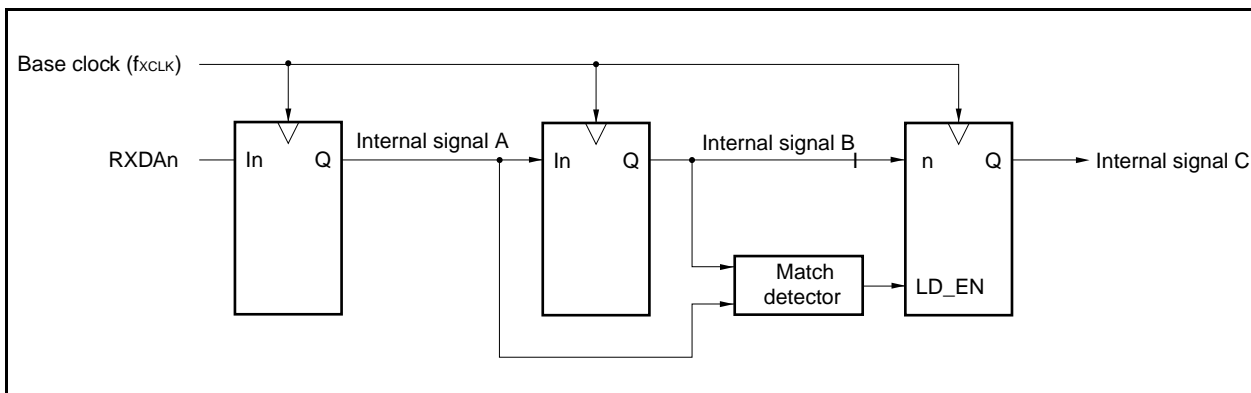 Base clock (fXCLK)
RXDAn
In
Q
Internal signal A
In
Q
Internal signal B
n
Q
Internal signal C
Match
detector
LD_EN